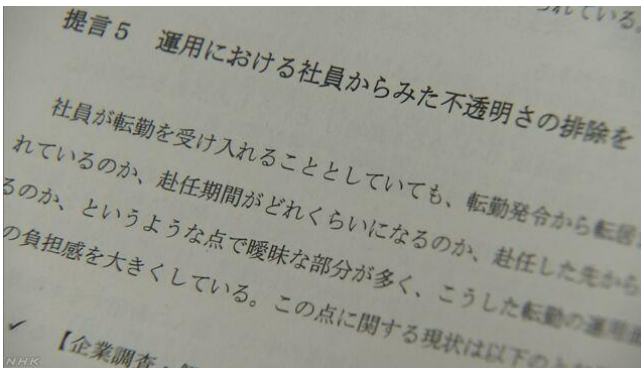 られている。
提言5 運用における社員からみた不透明さの排除を
社員が転勤を受け入れることとしていても、転勤発令から転居
れているのか、赴任期間がどれくらいになるのか、赴任した先から
るのか、というような点で曖昧な部分が多く、こうした転勤の運用
の負担感を大きくしている。この点に関する現状は以下の
✓ 【企業調査・
NHK